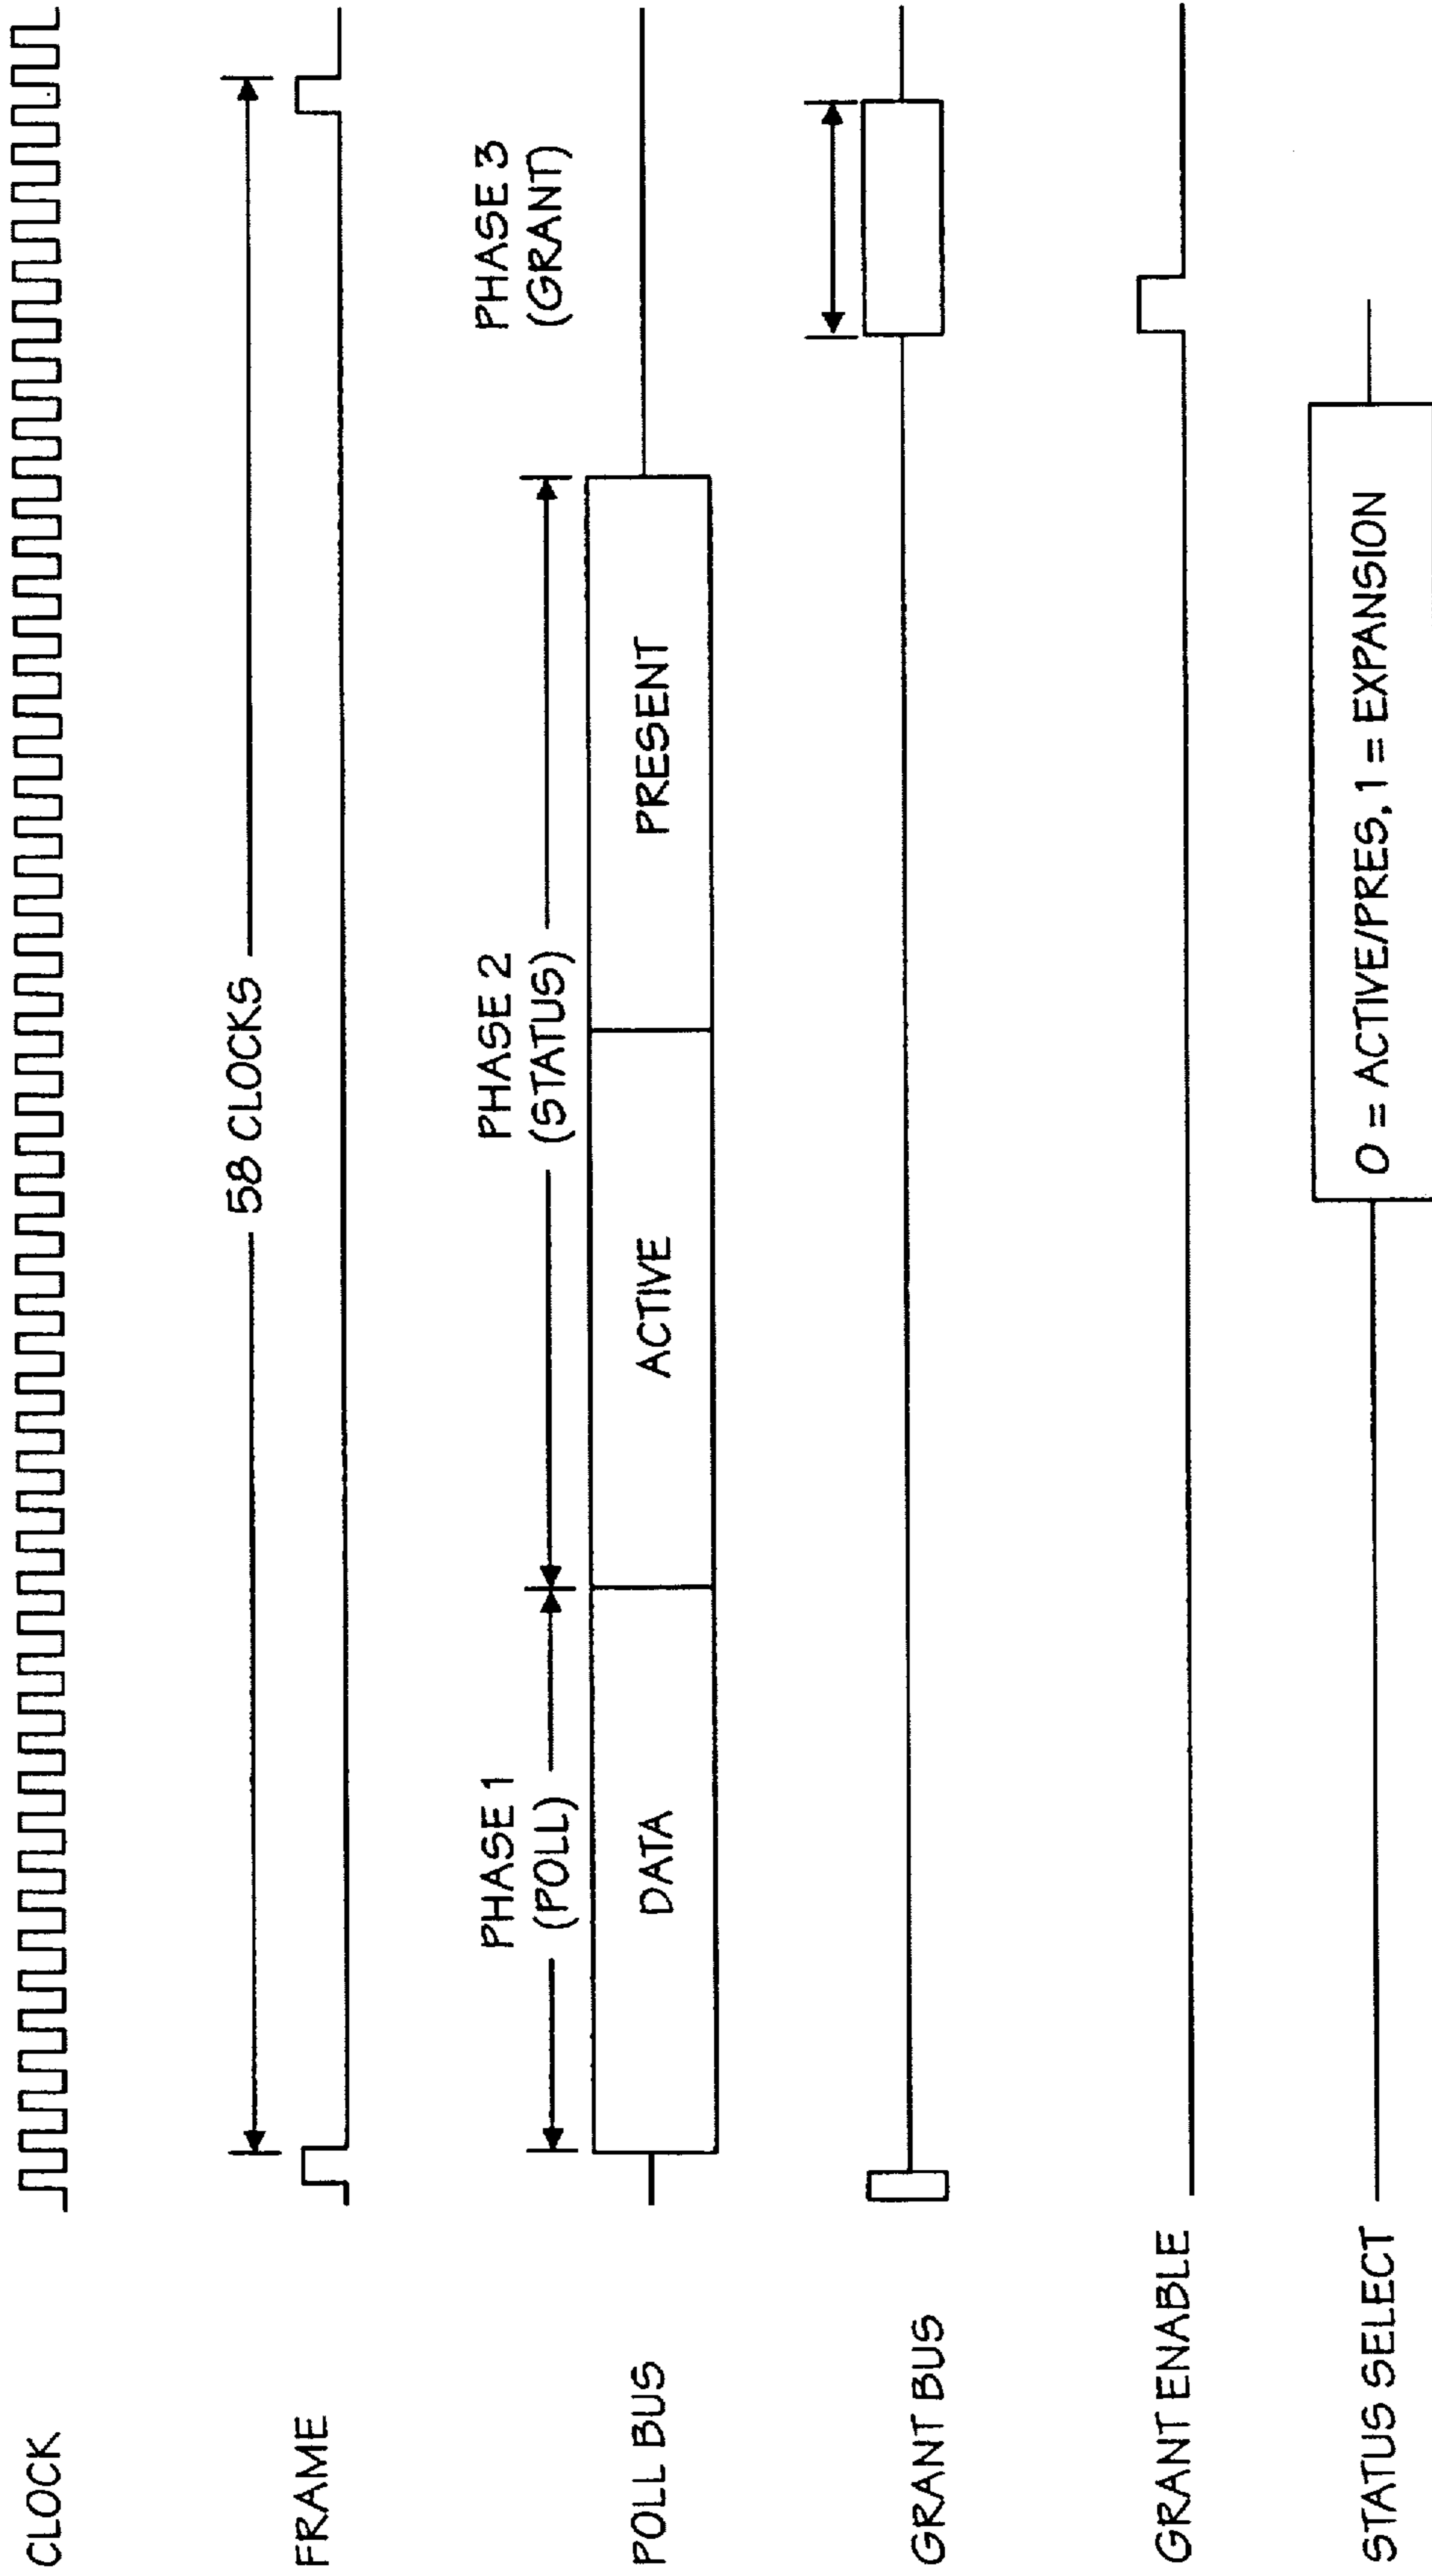 CLOCK
FRAME
58 CLOCKS
PHASE 1
(POLL)
PHASE 2
(STATUS)
PHASE 3
(GRANT)
POLL BUS
DATA
ACTIVE
PRESENT
GRANT BUS
GRANT ENABLE
STATUS SELECT
0 = ACTIVE/PRES, 1 = EXPANSION